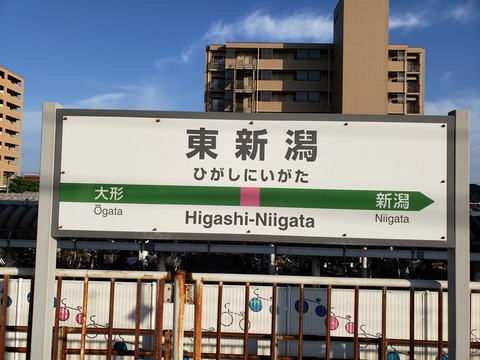 東新潟
ひがしにいがた
大形 新潟
Ōgata Niigata
Higashi-Niigata